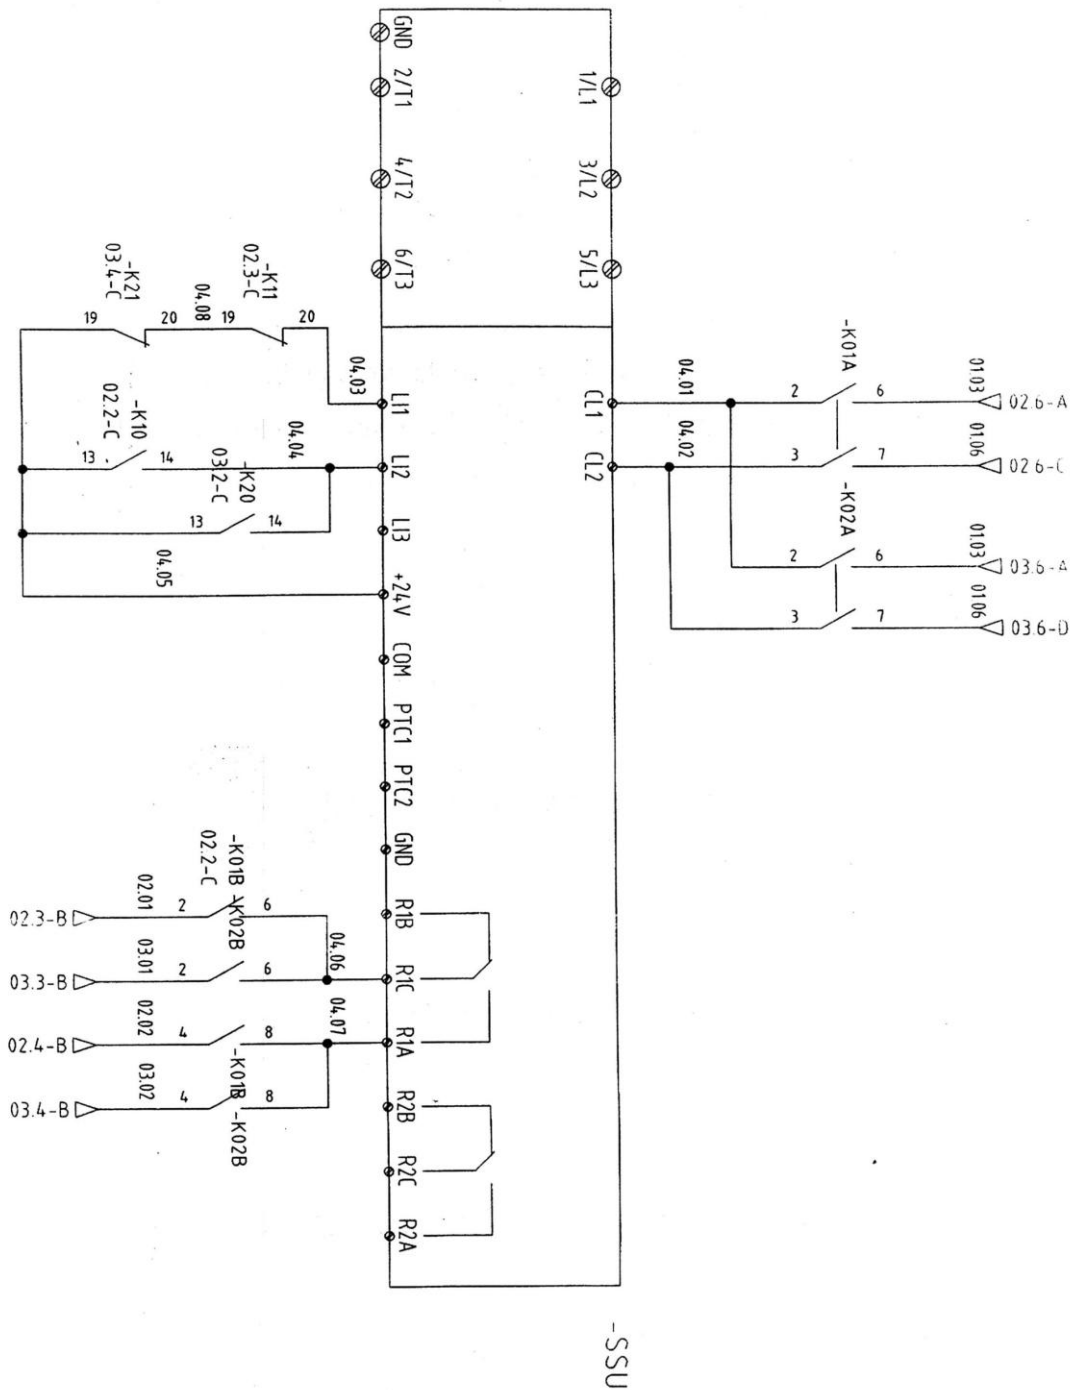 GND
2/T1
4/T2
6/T3
1/L1
3/L2
5/L3
-K21
03.4-C
-K11
02.3-C
19
20
04.08
19
20
04.03
LI1
-K10
02.2-C
13
14
04.04
LI2
-K20
03.2-C
13
14
LI3
04.05
+24V
COM
PTC1
PTC2
GND
CL1
04.01
2
-K01A
6
01.03
02.6-A
CL2
04.02
3
7
01.06
02.6-C
-K02A
2
6
01.03
03.6-A
3
7
01.06
03.6-D
-K01B
02.2-C
02.3-B
02.01
2
6
R1B
-K02B
03.3-B
03.01
2
6
04.06
R1C
02.4-B
02.02
4
8
04.07
R1A
-K01B
03.4-B
03.02
4
8
-K02B
R2B
R2C
R2A
-SSU